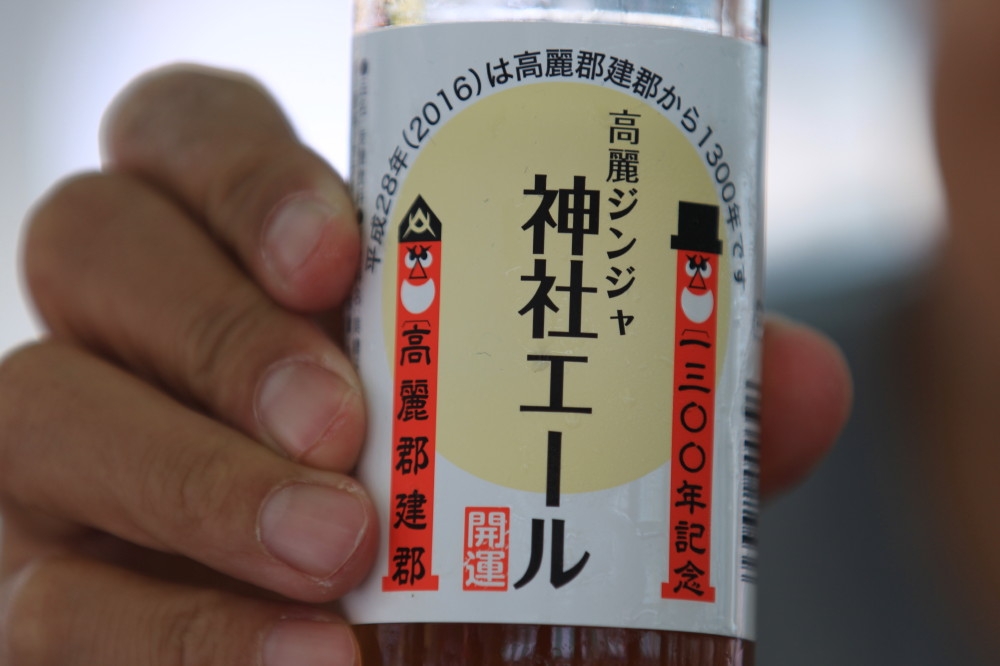 平成28年(2016)は高麗郡建郡から1300年です
高麗ジンジャ
神社エール
開運
高麗郡建郡
一三〇〇年記念